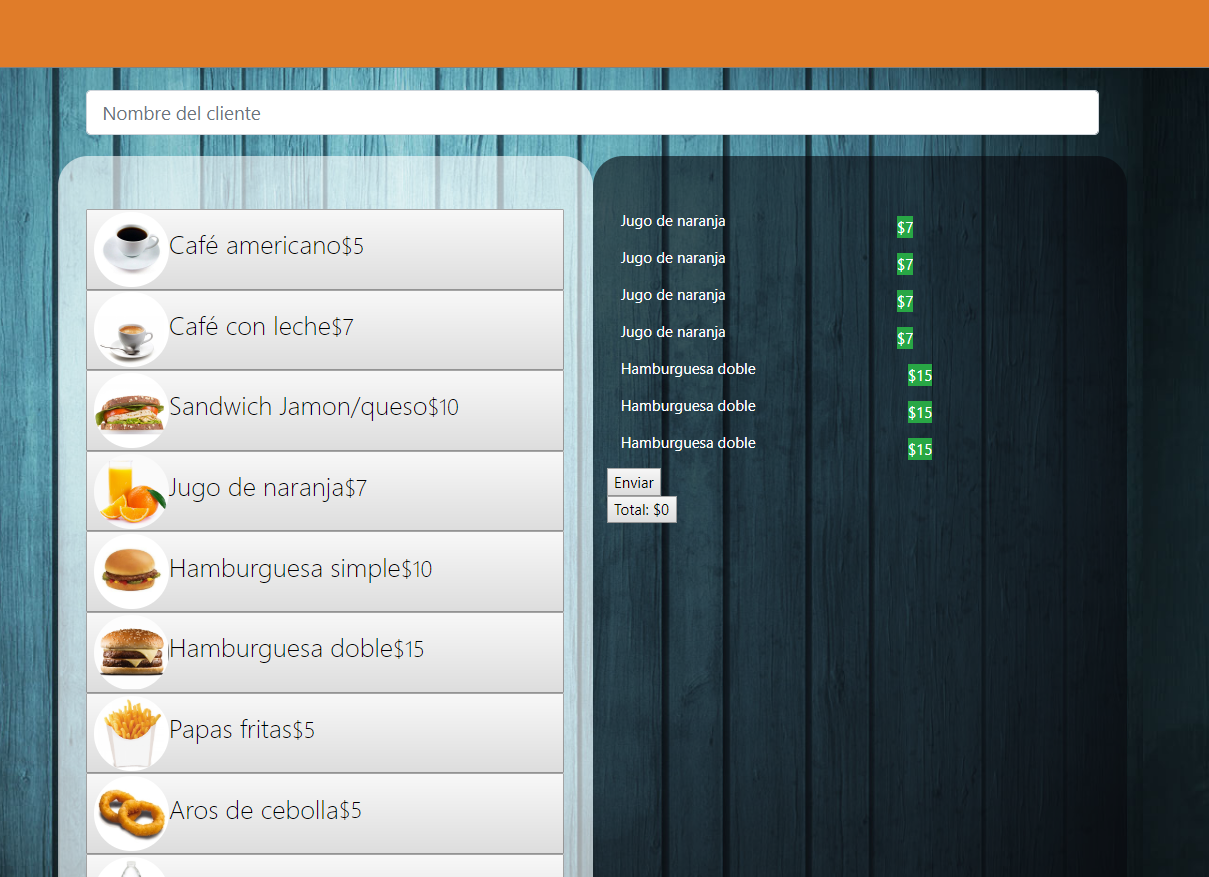 Nombre del cliente
Café americano$5
Café con leche$7
Sandwich Jamon/queso$10
Jugo de naranja$7
Hamburguesa simple$10
Hamburguesa doble$15
Papas fritas$5
Aros de cebolla$5
Jugo de naranja $7
Jugo de naranja $7
Jugo de naranja $7
Jugo de naranja $7
Hamburguesa doble $15
Hamburguesa doble $15
Hamburguesa doble $15
Enviar
Total: $0